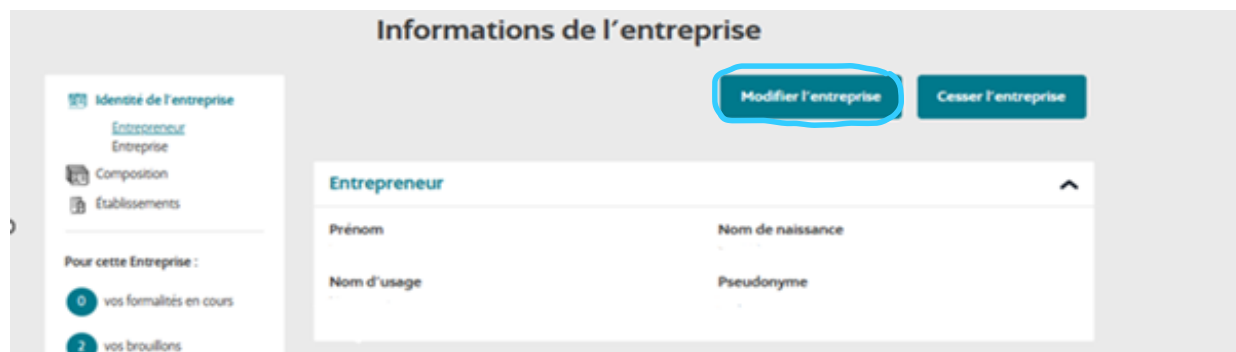 Informations de l'entreprise
Identité de l'entreprise
Entrepreneur
Entreprise
Composition
Établissements
Pour cette Entreprise :
0 vos formalités en cours
2 vos brouillons
Modifier l'entreprise
Cesser l'entreprise
Entrepreneur
Prénom
Nom de naissance
Nom d'usage
Pseudonyme